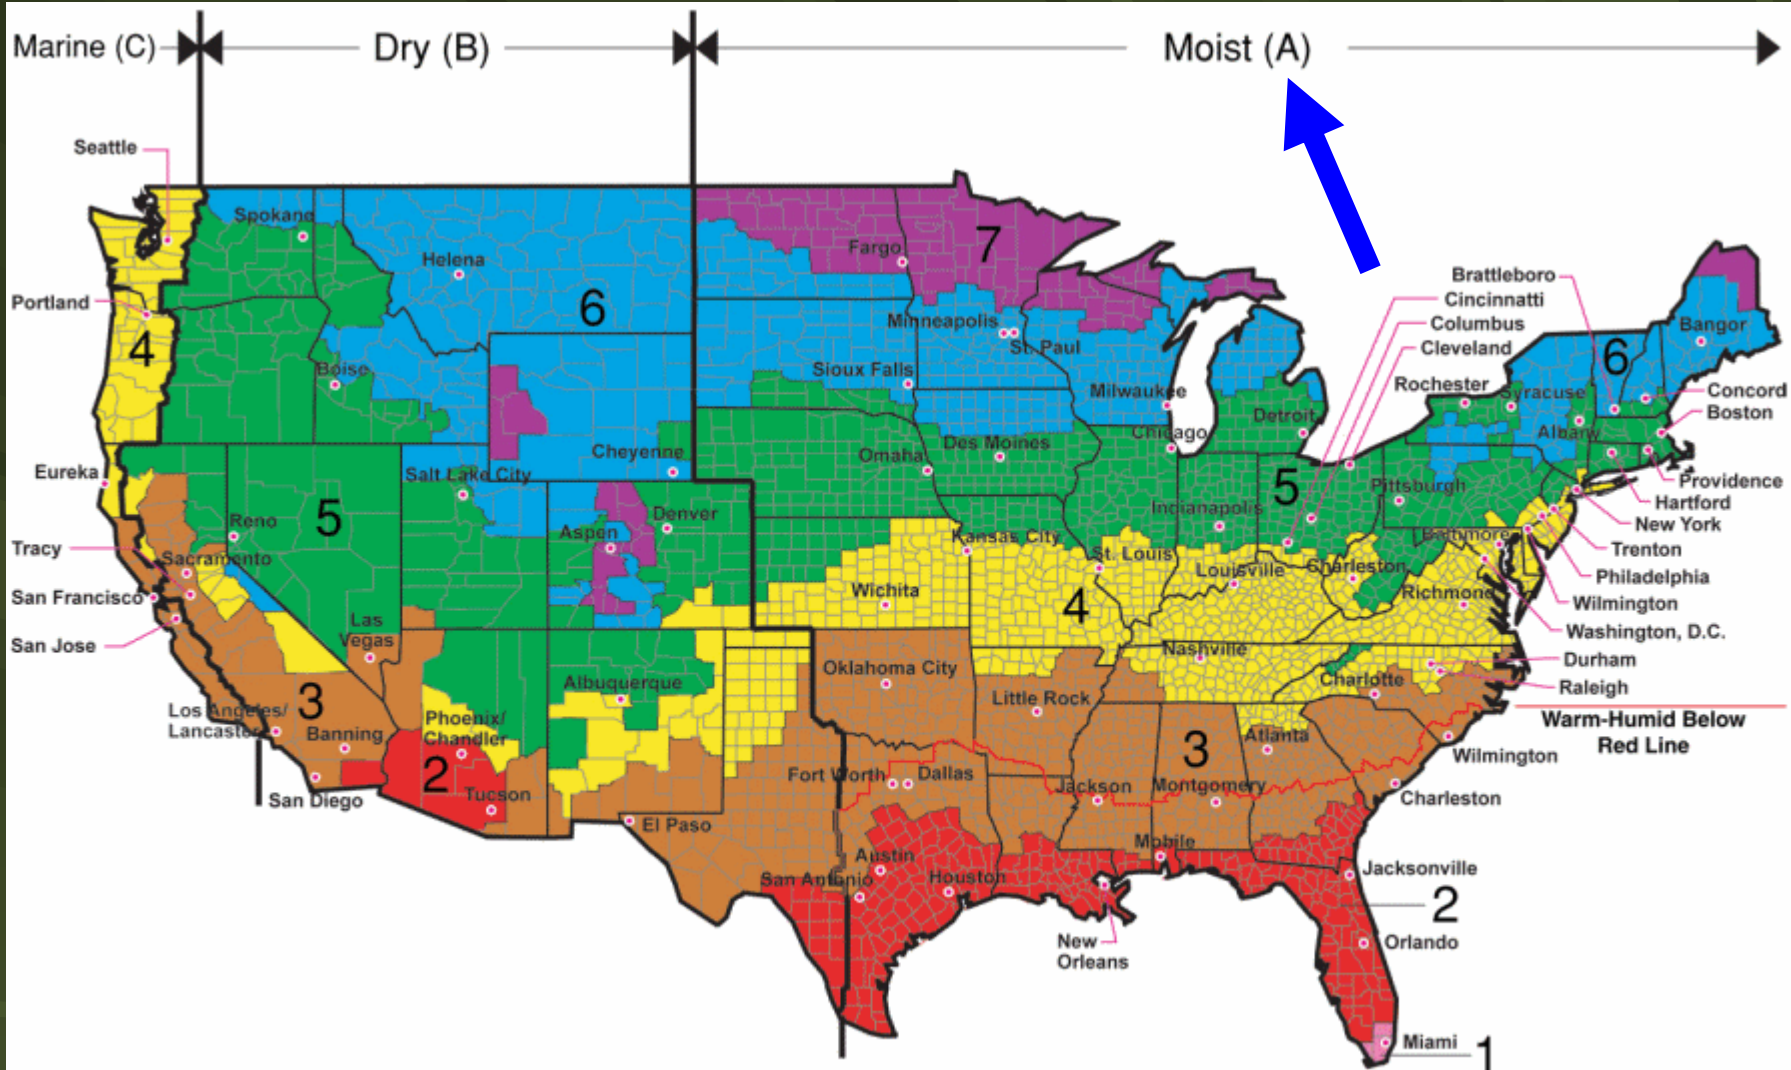 Marine (C)
Dry (B)
Moist (A)
Seattle
Spokane
Helena
Fargo
7
6
Portland
4
Boise
Minneapolis
St. Paul
Sioux Falls
Milwaukee
Brattleboro
Cincinnatti
Columbus
Cleveland
Rochester
Syracuse
6
Bangor
Concord
Boston
Detroit
Albany
Chicago
Eureka
Salt Lake City
Cheyenne
Omaha
Des Moines
Pittsburgh
Providence
Hartford
New York
5
Reno
Aspen
Denver
Indianapolis
5
Kansas City
St. Louis
Baltimore
Trenton
Tracy
Sacramento
Louisville
Charleston
Philadelphia
San Francisco
Las
Vegas
Wichita
4
Richmond
Wilmington
San Jose
Washington, D.C.
Nashville
Durham
Charlotte
Raleigh
Albuquerque
Oklahoma City
Little Rock
3
Los Angeles/
Lancaster
Banning
Phoenix/
Chandler
2
Warm-Humid Below
Red Line
Atlanta
3
Wilmington
San Diego
Tucson
Fort Worth
Dallas
Jackson
Montgomery
Charleston
El Paso
Mobile
Austin
San Antonio
Houston
Jacksonville
2
New
Orleans
Orlando
Miami
1